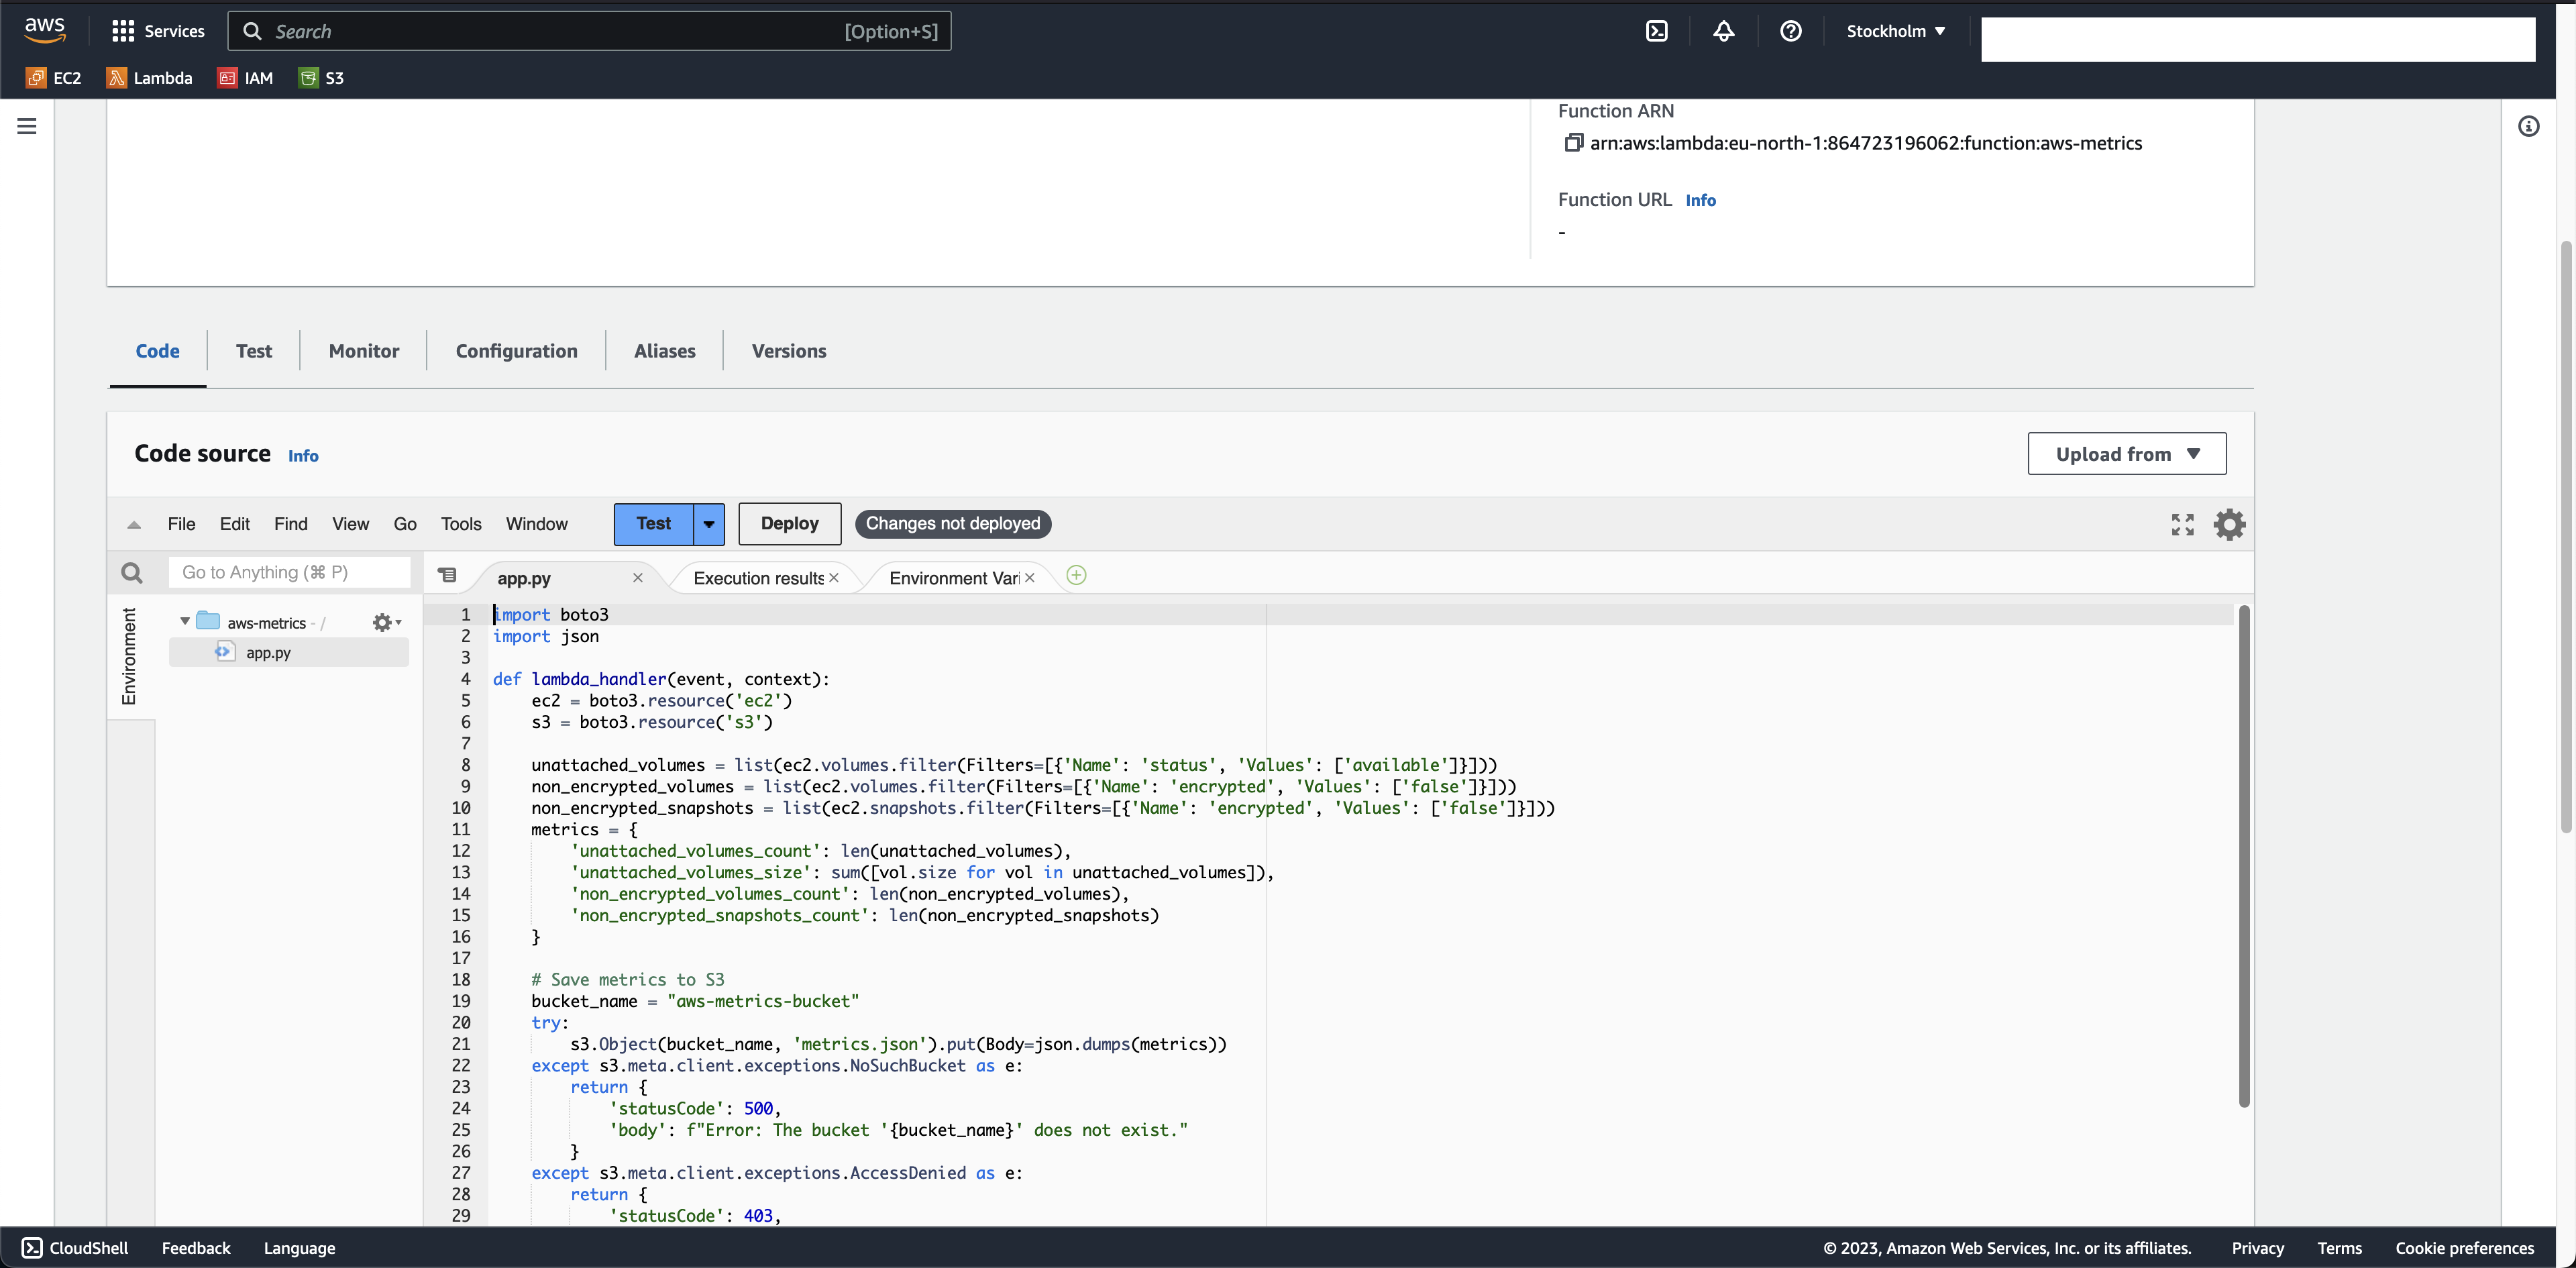 aws
Services
Search [Option+S]
Stockholm ▼
EC2 Lambda IAM S3
Function ARN
arn:aws:lambda:eu-north-1:864723196062:function:aws-metrics
Function URL Info
-
Code Test Monitor Configuration Aliases Versions
Code source Info
Upload from ▼
File Edit Find View Go Tools Window Test Deploy Changes not deployed
Go to Anything (⌘ P)
app.py × Execution results × Environment Vari ×
Environment
aws-metrics - /
app.py
1 import boto3
2 import json
3
4 def lambda_handler(event, context):
5     ec2 = boto3.resource('ec2')
6     s3 = boto3.resource('s3')
7
8     unattached_volumes = list(ec2.volumes.filter(Filters=[{'Name': 'status', 'Values': ['available']}]))
9     non_encrypted_volumes = list(ec2.volumes.filter(Filters=[{'Name': 'encrypted', 'Values': ['false']}]))
10     non_encrypted_snapshots = list(ec2.snapshots.filter(Filters=[{'Name': 'encrypted', 'Values': ['false']}]))
11     metrics = {
12         'unattached_volumes_count': len(unattached_volumes),
13         'unattached_volumes_size': sum([vol.size for vol in unattached_volumes]),
14         'non_encrypted_volumes_count': len(non_encrypted_volumes),
15         'non_encrypted_snapshots_count': len(non_encrypted_snapshots)
16     }
17
18     # Save metrics to S3
19     bucket_name = "aws-metrics-bucket"
20     try:
21         s3.Object(bucket_name, 'metrics.json').put(Body=json.dumps(metrics))
22     except s3.meta.client.exceptions.NoSuchBucket as e:
23         return {
24             'statusCode': 500,
25             'body': f"Error: The bucket '{bucket_name}' does not exist."
26         }
27     except s3.meta.client.exceptions.AccessDenied as e:
28         return {
29             'statusCode': 403,
CloudShell Feedback Language © 2023, Amazon Web Services, Inc. or its affiliates. Privacy Terms Cookie preferences